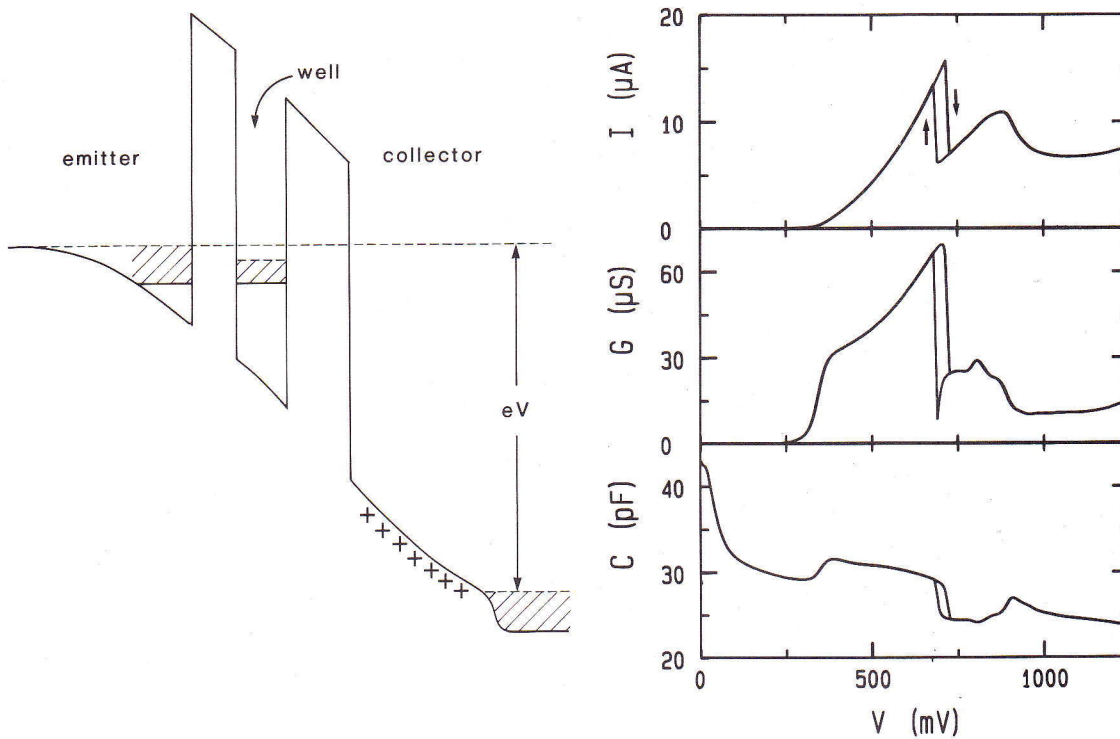 well
emitter
collector
eV
+ + + + + + +
I (μA)
20
10
0
G (μS)
60
30
0
C (pF)
40
30
20
0
500
1000
V (mV)